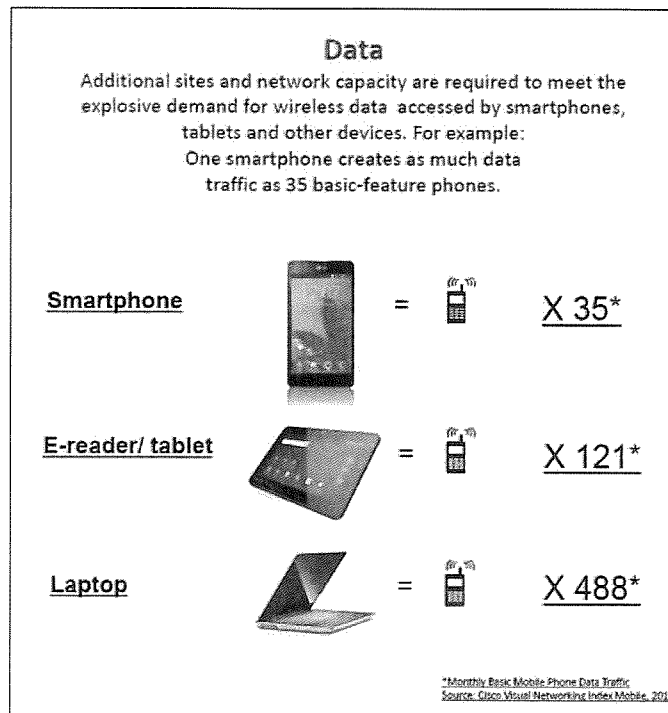 Data
Additional sites and network capacity are required to meet the
explosive demand for wireless data accessed by smartphones,
tablets and other devices. For example:
One smartphone creates as much data
traffic as 35 basic-feature phones.
Smartphone = X 35*
E-reader/ tablet = X 121*
Laptop = X 488*
*Monthly Basic Mobile Phone Data Traffic
Source: Cisco Visual Networking Index Mobile, 201